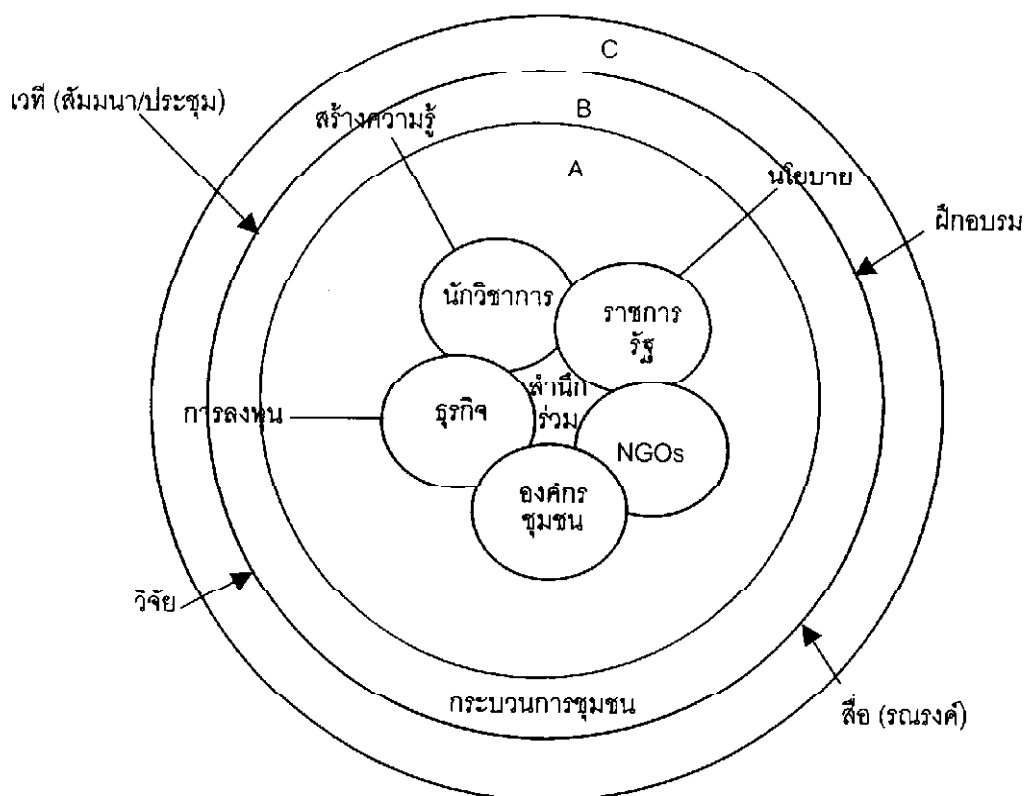 C
เวที (สัมมนา/ประชุม)
B
สร้างความรู้
A
นโยบาย
ฝึกอบรม
นักวิชาการ
ราชการ
รัฐ
สำนึก
ร่วม
การลงทุน
ธุรกิจ
NGOs
องค์กร
ชุมชน
วิจัย
กระบวนการชุมชน
สื่อ (รณรงค์)